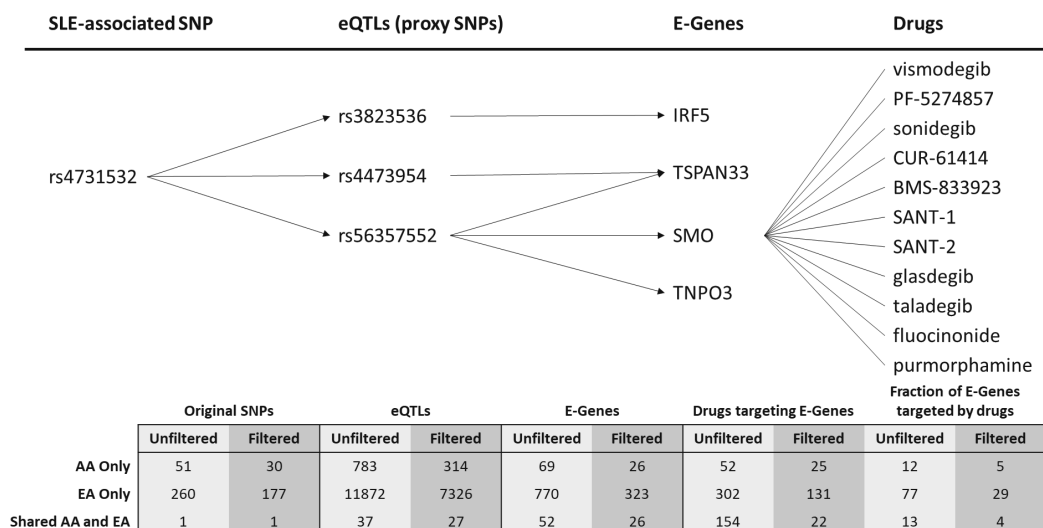 SLE-associated SNP eQTLs (proxy SNPs) E-Genes Drugs
vismodegib
PF-5274857
rs3823536 IRF5
sonidegib
CUR-61414
rs4731532 rs4473954 TSPAN33
BMS-833923
SANT-1
rs56357552 SMO
SANT-2
glasdegib
TNPO3
taladegib
fluocinonide
purmorphamine
Original SNPs eQTLs E-Genes Drugs targeting E-Genes Fraction of E-Genes
targeted by drugs
Unfiltered Filtered Unfiltered Filtered Unfiltered Filtered Unfiltered Filtered Unfiltered Filtered
AA Only 51 30 783 314 69 26 52 25 12 5
EA Only 260 177 11872 7326 770 323 302 131 77 29
Shared AA and EA 1 1 37 27 52 26 154 22 13 4